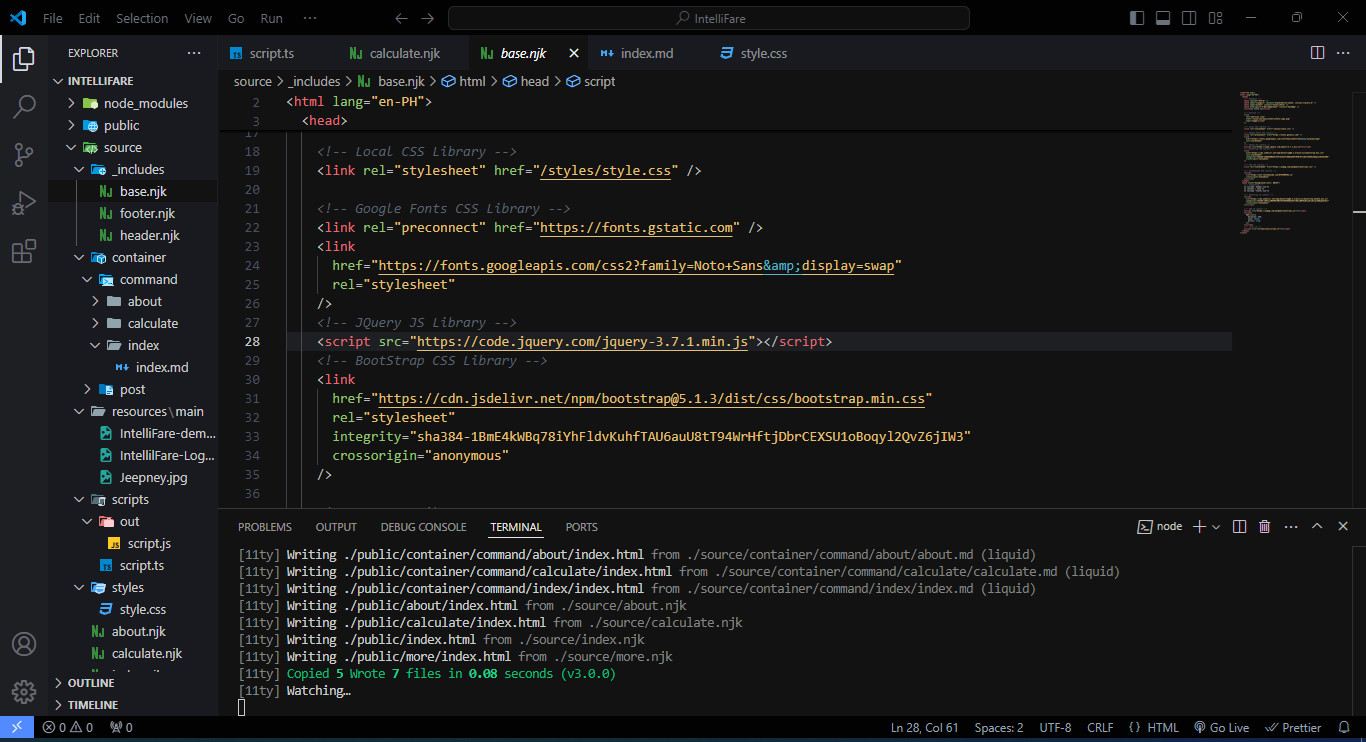 File Edit Selection View Go Run ··· IntelliFare
EXPLORER ···
INTELLIFARE
node_modules
public
source
_includes
base.njk
footer.njk
header.njk
container
command
about
calculate
index
index.md
post
resources\main
IntelliFare-dem...
IntellilFare-Log...
Jeepney.jpg
scripts
out
script.js
script.ts
styles
style.css
about.njk
calculate.njk
OUTLINE
TIMELINE
script.ts calculate.njk base.njk index.md style.css
source > _includes > base.njk > html > head > script
2 <html lang="en-PH">
3 <head>
17
18 <!-- Local CSS Library -->
19 <link rel="stylesheet" href="/styles/style.css" />
20
21 <!-- Google Fonts CSS Library -->
22 <link rel="preconnect" href="https://fonts.gstatic.com" />
23 <link
24 href="https://fonts.googleapis.com/css2?family=Noto+Sans&amp;display=swap"
25 rel="stylesheet"
26 />
27 <!-- JQuery JS Library -->
28 <script src="https://code.jquery.com/jquery-3.7.1.min.js"></script>
29 <!-- BootStrap CSS Library -->
30 <link
31 href="https://cdn.jsdelivr.net/npm/bootstrap@5.1.3/dist/css/bootstrap.min.css"
32 rel="stylesheet"
33 integrity="sha384-1BmE4kWBq78iYhFldvKuhfTAU6auU8tT94WrHftjDbrCEXSU1oBoqyl2QvZ6jIW3"
34 crossorigin="anonymous"
35 />
36
PROBLEMS OUTPUT DEBUG CONSOLE TERMINAL PORTS node
[11ty] Writing ./public/container/command/about/index.html from ./source/container/command/about/about.md (liquid)
[11ty] Writing ./public/container/command/calculate/index.html from ./source/container/command/calculate/calculate.md (liquid)
[11ty] Writing ./public/container/command/index/index.html from ./source/container/command/index/index.md (liquid)
[11ty] Writing ./public/about/index.html from ./source/about.njk
[11ty] Writing ./public/calculate/index.html from ./source/calculate.njk
[11ty] Writing ./public/index.html from ./source/index.njk
[11ty] Writing ./public/more/index.html from ./source/more.njk
[11ty] Copied 5 Wrote 7 files in 0.08 seconds (v3.0.0)
[11ty] Watching…
0 0 0 Ln 28, Col 61 Spaces: 2 UTF-8 CRLF {} HTML Go Live Prettier